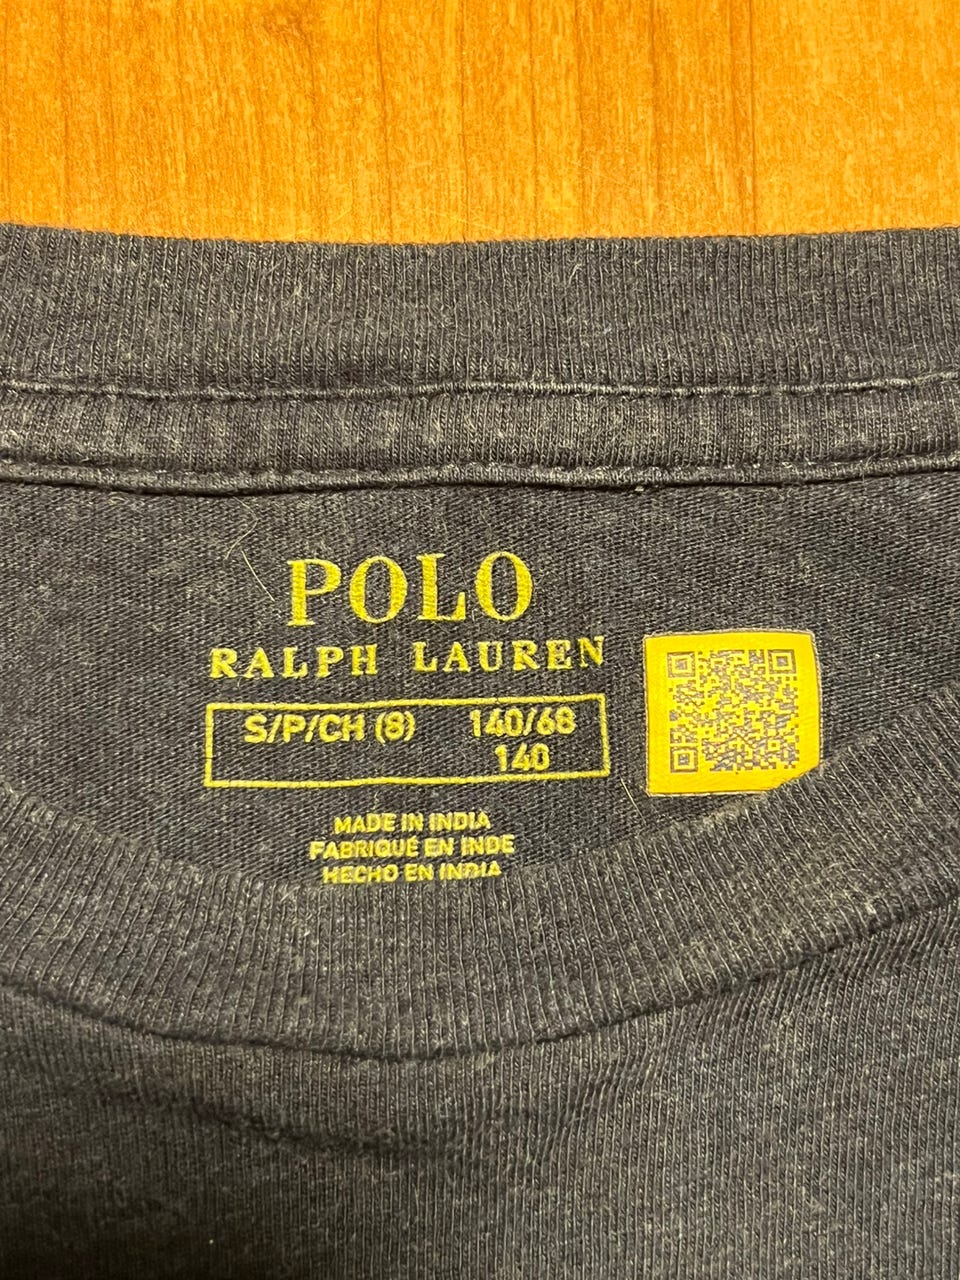 POLO
RALPH LAUREN
S/P/CH (8) 140/68
140
MADE IN INDIA
FABRIQUÉ EN INDE
HECHO EN INDIA